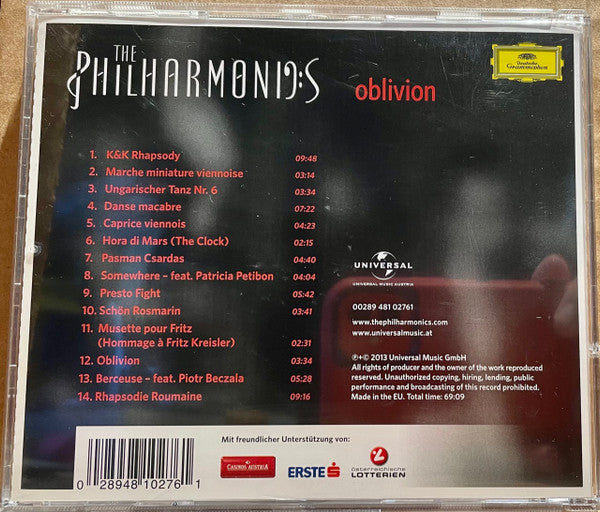 THE
PHILHARMONICS
oblivion
Deutsche
Grammophon
1. K&K Rhapsody 09:48
2. Marche miniature viennoise 03:14
3. Ungarischer Tanz Nr. 6 03:34
4. Danse macabre 07:22
5. Caprice viennois 04:23
6. Hora di Mars (The Clock) 02:15
7. Pasman Csardas 04:40
8. Somewhere – feat. Patricia Petibon 04:04
9. Presto Fight 05:42
10. Schön Rosmarin 03:41
11. Musette pour Fritz
(Hommage à Fritz Kreisler) 02:31
12. Oblivion 03:34
13. Berceuse – feat. Piotr Beczala 05:28
14. Rhapsodie Roumaine 09:16
UNIVERSAL
UNIVERSAL MUSIC AUSTRIA
00289 481 02761
www.thephilharmonics.com
www.universalmusic.at
℗+© 2013 Universal Music GmbH
All rights of producer and the owner of the work reproduced
reserved. Unauthorized copying, hiring, lending, public
performance and broadcasting of this record prohibited.
Made in the EU. Total time: 69:09
Mit freundlicher Unterstützung von:
CASINOS AUSTRIA
ERSTE
österreichische
LOTTERIEN
0 28948 10276 1